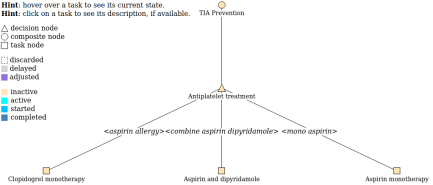 Hint: hover over a task to see its current state.
Hint: click on a task to see its description, if available.
TIA Prevention
decision node
composite node
task node
discarded
delayed
adjusted
inactive
active
started
completed
Antiplatelet treatment
<aspirin allergy> <combine aspirin dipyridamole> <mono aspirin>
Clopidogrel monotherapy
Aspirin and dipyridamole
Aspirin monotherapy